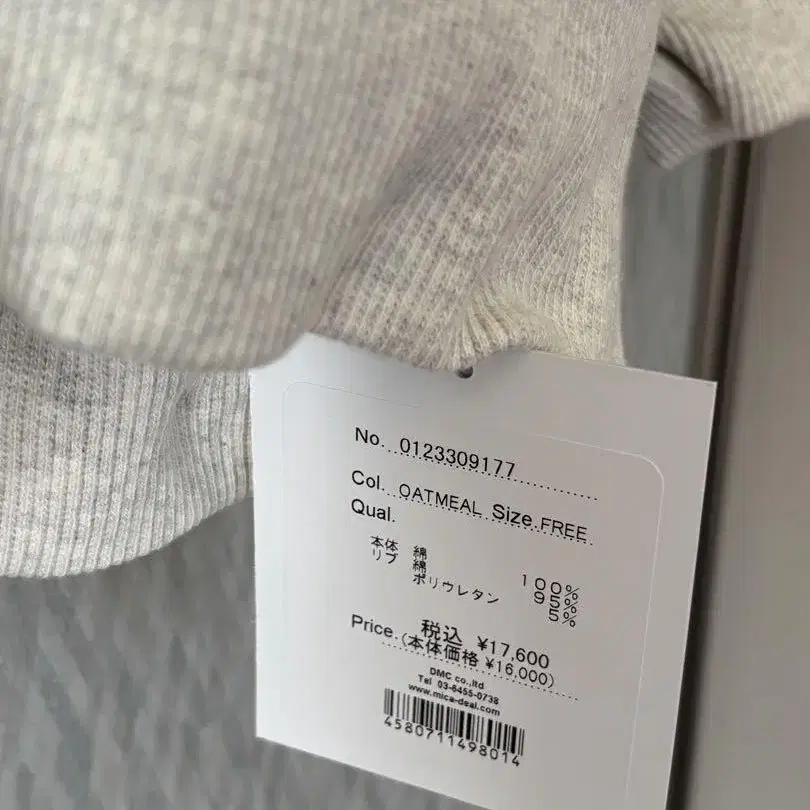 No. 0123309177
Col. OATMEAL Size. FREE
Qual.
本体 綿 100%
リブ 綿 95%
ポリウレタン 5%
Price. 税込 ¥17,600
(本体価格 ¥16,000)
DMC co.,ltd
Tel 03-6455-0738
www.mica-deal.com
4580711498014